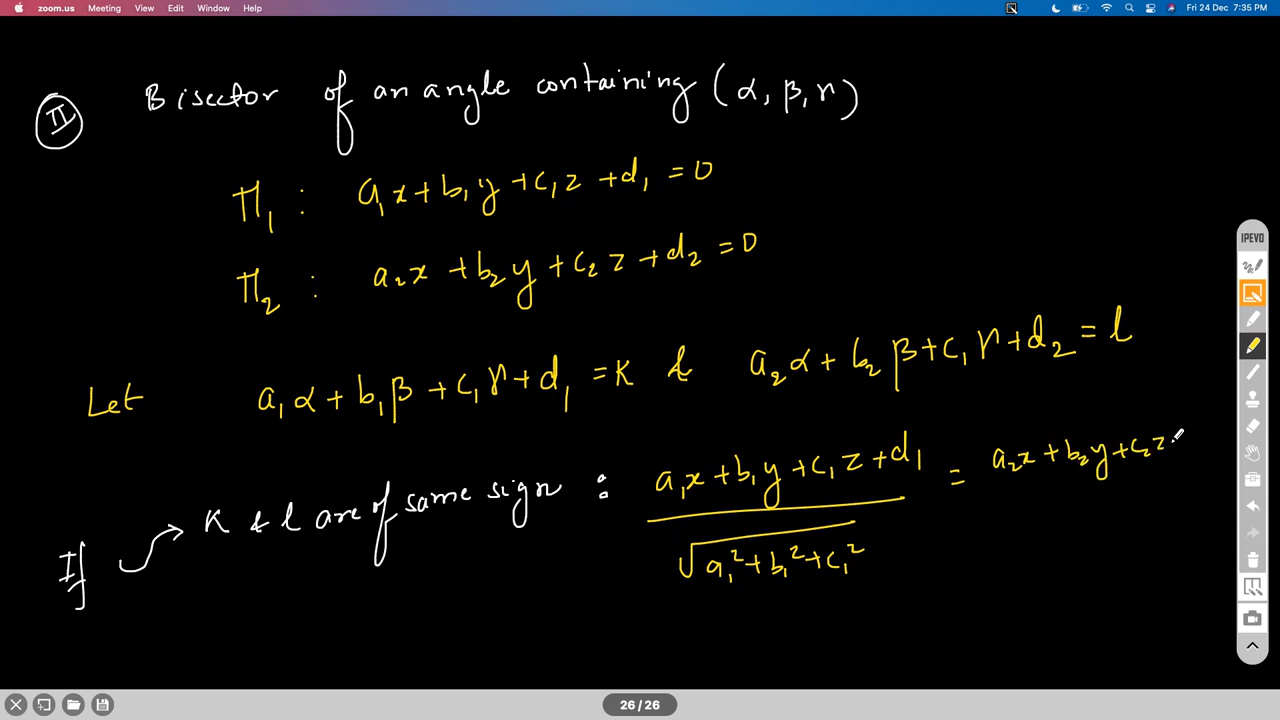 zoom.us Meeting View Edit Window Help Fri 24 Dec 7:35 PM
II Bisector of an angle containing (α, β, γ)
π₁ : a₁x + b₁y + c₁z + d₁ = 0
π₂ : a₂x + b₂y + c₂z + d₂ = 0
Let a₁α + b₁β + c₁γ + d₁ = K & a₂α + b₂β + c₁γ + d₂ = l
If → K & l are of same sign : (a₁x + b₁y + c₁z + d₁) / √(a₁² + b₁² + c₁²) = a₂x + b₂y + c₂z
IPEVO
26 / 26